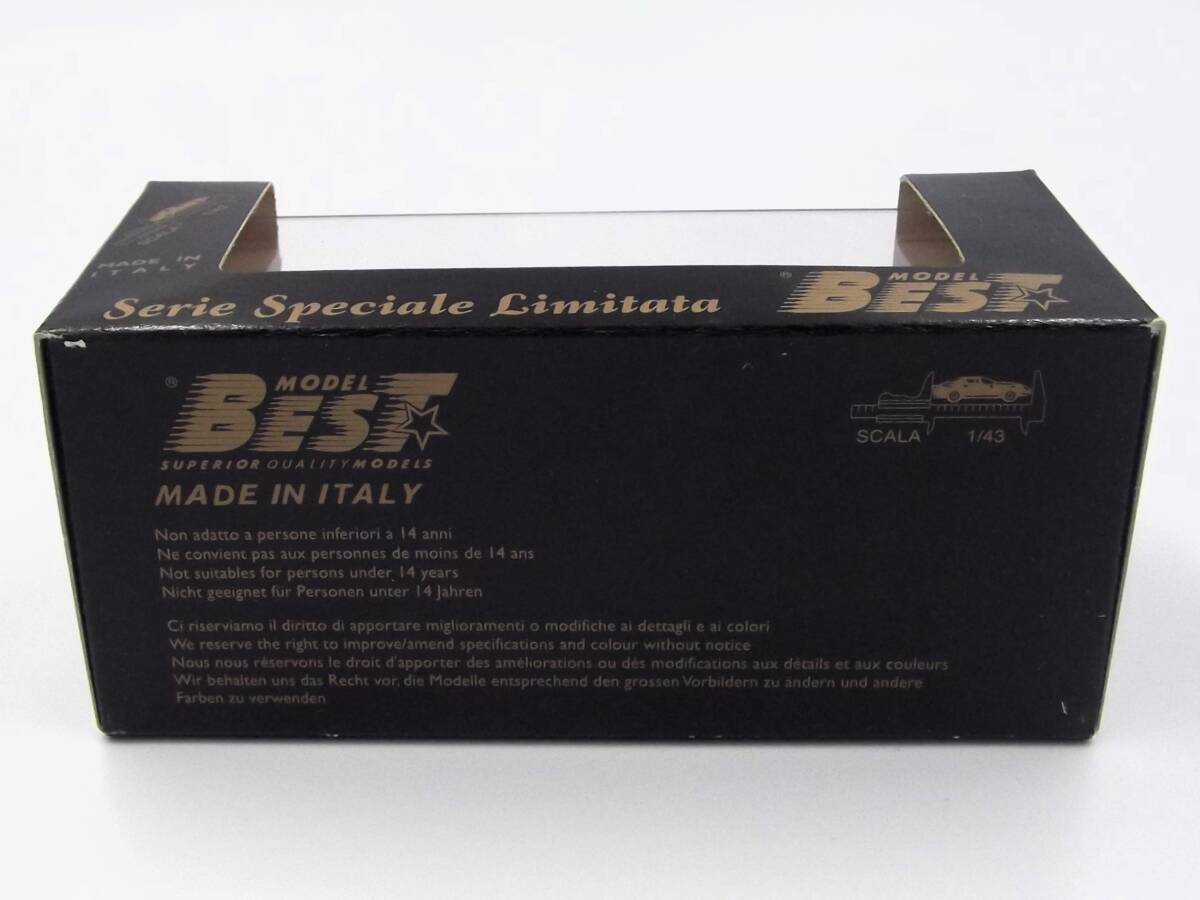 SCALA
MADE IN
ITALY
Serie Speciale Limitata
® MODEL
BEST
® MODEL
BEST
SUPERIOR QUALITY MODELS
MADE IN ITALY
SCALA 1/43
Non adatto a persone inferiori a 14 anni
Ne convient pas aux personnes de moins de 14 ans
Not suitables for persons under 14 years
Nicht geeignet für Personen unter 14 Jahren
Ci riserviamo il diritto di apportare miglioramenti o modifiche ai dettagli e ai colori
We reserve the right to improve/amend specifications and colour without notice
Nous nous réservons le droit d'apporter des améliorations ou dés modifications aux détails et aux couleurs
Wir behalten uns das Recht vor, die Modelle entsprechend den grossen Vorbildern zu ändern und andere
Farben zu verwenden